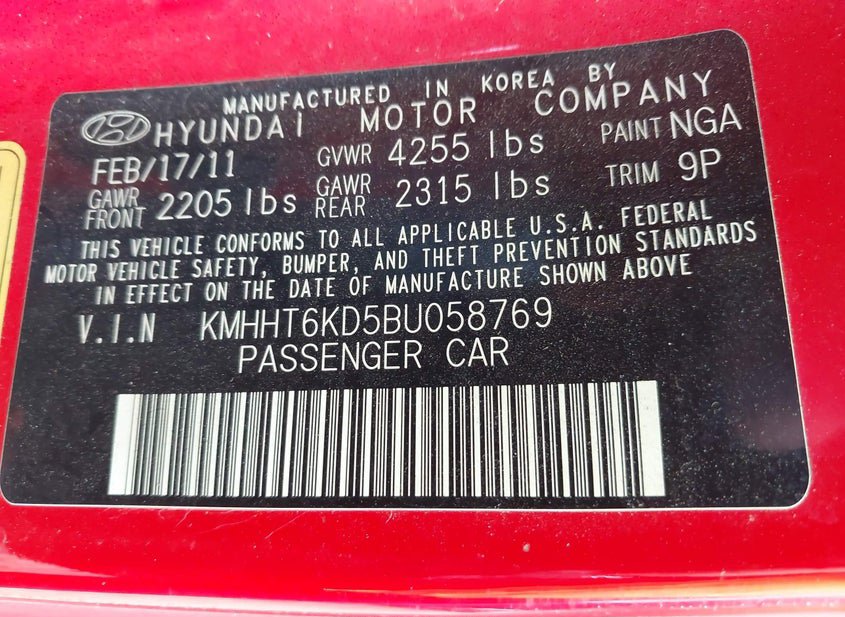 MANUFACTURED IN KOREA BY
HYUNDAI MOTOR COMPANY
FEB/17/11 GVWR 4255 lbs PAINT NGA
GAWR FRONT 2205 lbs GAWR REAR 2315 lbs TRIM 9P
THIS VEHICLE CONFORMS TO ALL APPLICABLE U.S.A. FEDERAL
MOTOR VEHICLE SAFETY, BUMPER, AND THEFT PREVENTION STANDARDS
IN EFFECT ON THE DATE OF MANUFACTURE SHOWN ABOVE
V.I.N KMHHT6KD5BU058769
PASSENGER CAR